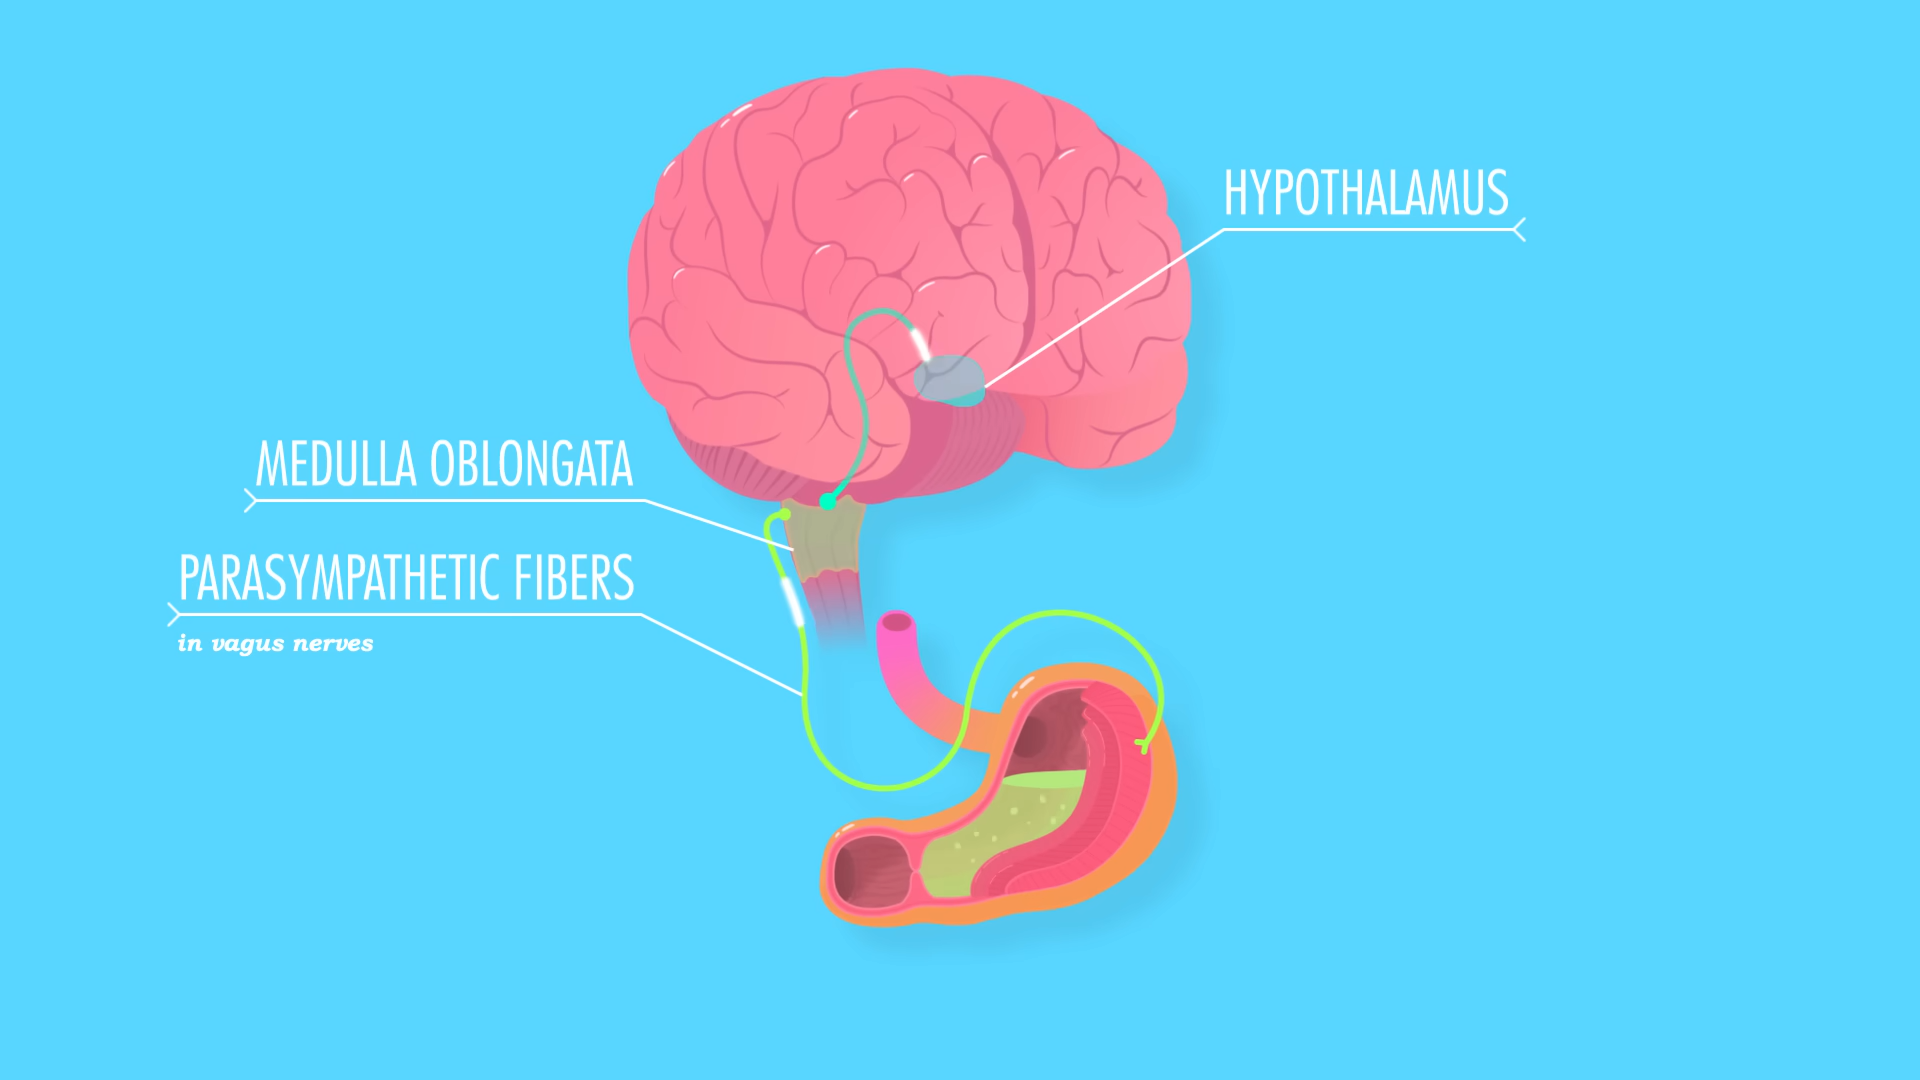 HYPOTHALAMUS
MEDULLA OBLONGATA
PARASYMPATHETIC FIBERS
in vagus nerves